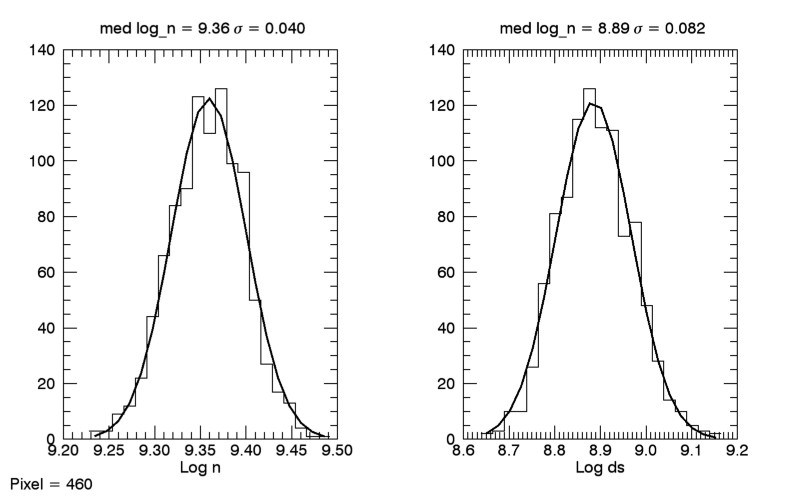 med log_n = 9.36 σ = 0.040
140
120
100
80
60
40
20
0
9.20 9.25 9.30 9.35 9.40 9.45 9.50
Log n
med log_n = 8.89 σ = 0.082
140
120
100
80
60
40
20
0
8.6 8.7 8.8 8.9 9.0 9.1 9.2
Log ds
Pixel = 460